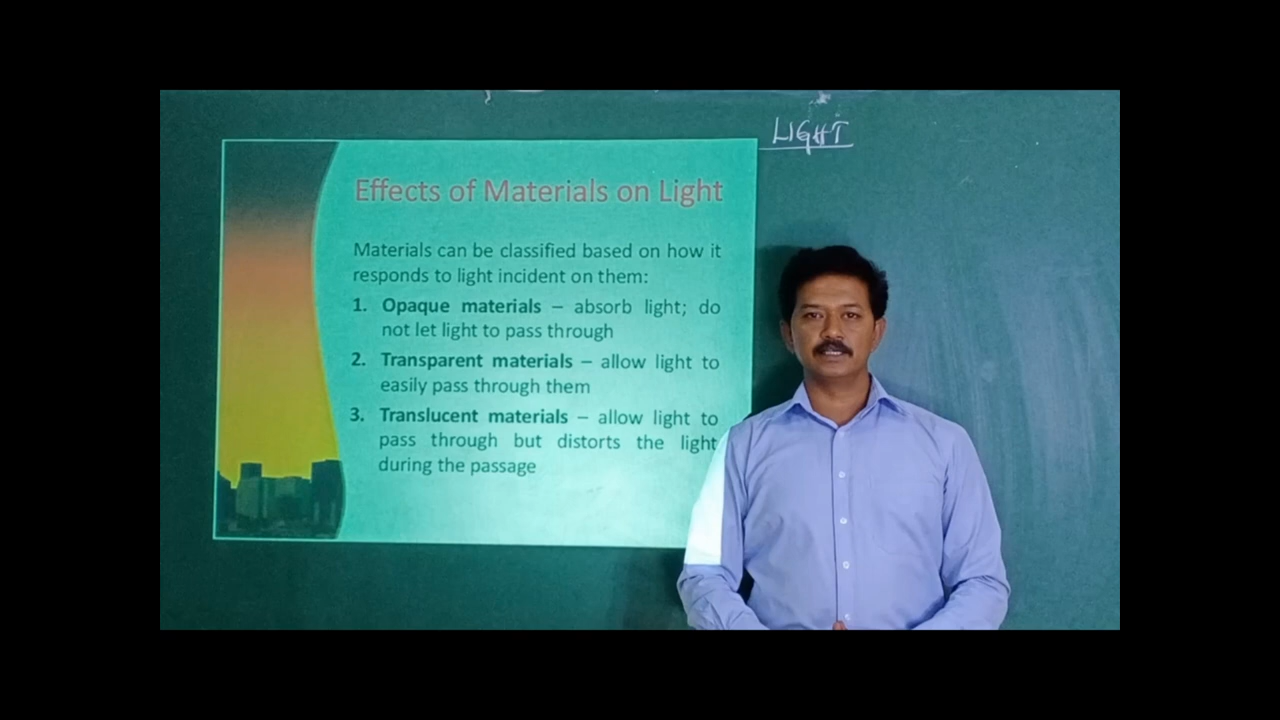 LIGHT
Effects of Materials on Light
Materials can be classified based on how it
responds to light incident on them:
1. Opaque materials – absorb light; do
not let light to pass through
2. Transparent materials – allow light to
easily pass through them
3. Translucent materials – allow light to
pass through but distorts the light
during the passage